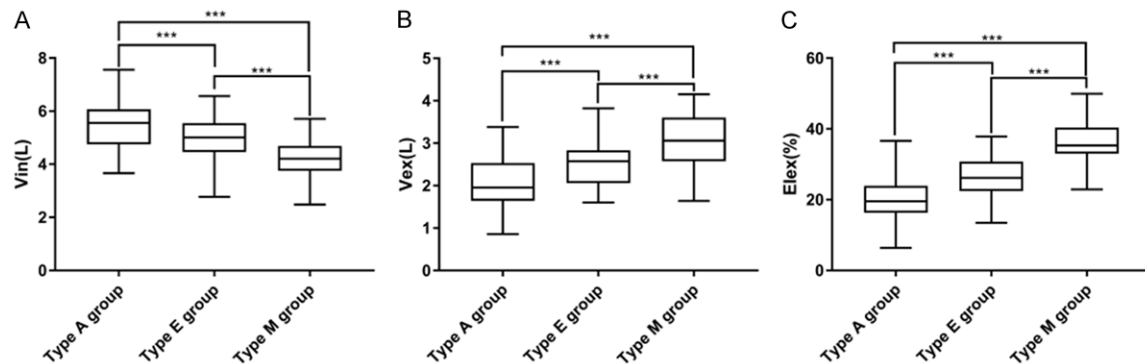 A
***
***
***
8
6
4
2
0
Vin(L)
Type A group
Type E group
Type M group
B
***
***
***
5
4
3
2
1
0
Vex(L)
Type A group
Type E group
Type M group
C
***
***
***
60
40
20
0
EIex(%)
Type A group
Type E group
Type M group